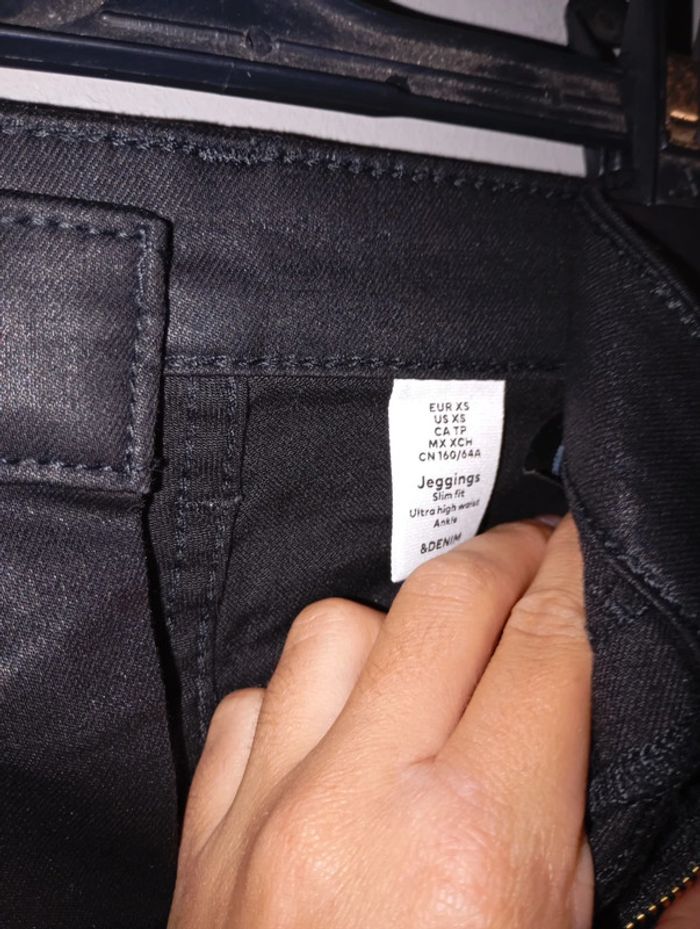 EUR XS
US XS
CA TP
MX XCH
CN 160/64A
Jeggings
Slim fit
Ultra high waist
Ankle
&DENIM